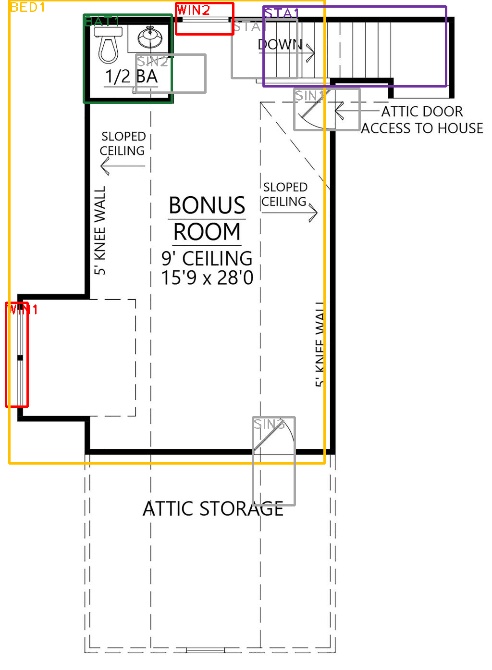 BED1
WIN2
STA1
BAT1
STA
DOWN
SIN2
1/2 BA
SIN
ATTIC DOOR
ACCESS TO HOUSE
SLOPED
CEILING
SLOPED
CEILING
5' KNEE WALL
BONUS
ROOM
9' CEILING
15'9 x 28'0
WIN1
5' KNEE WALL
SIN3
ATTIC STORAGE